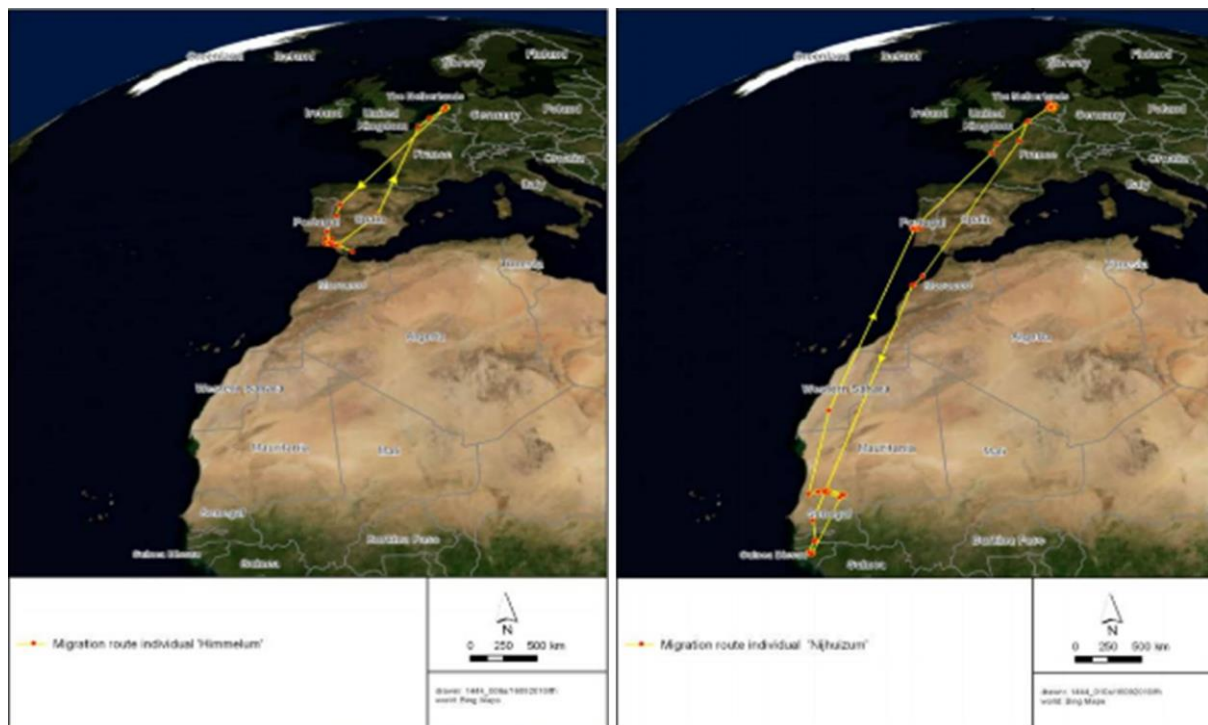 Greenland Iceland
Norway
Finland
The Netherlands
Ireland
United
Kingdom
Germany
Poland
France
Croatia
Italy
Portugal
Spain
Tunesia
Morocco
Algeria
Western Sahara
Mauritania
Mali
Senegal
Burkina Faso
Guinea Bissau
Guinea
Migration route individual 'Himmelum'
N
0 250 500 km
world: Bing Maps
Greenland Iceland
Norway
Finland
The Netherlands
Ireland
United
Kingdom
Germany
Poland
France
Croatia
Italy
Portugal
Spain
Morocco
Algeria
Western Sahara
Mauritania
Mali
Senegal
Burkina Faso
Guinea Bissau
Guinea
Migration route individual 'Nijhuizum'
N
0 250 500 km
world: Bing Maps